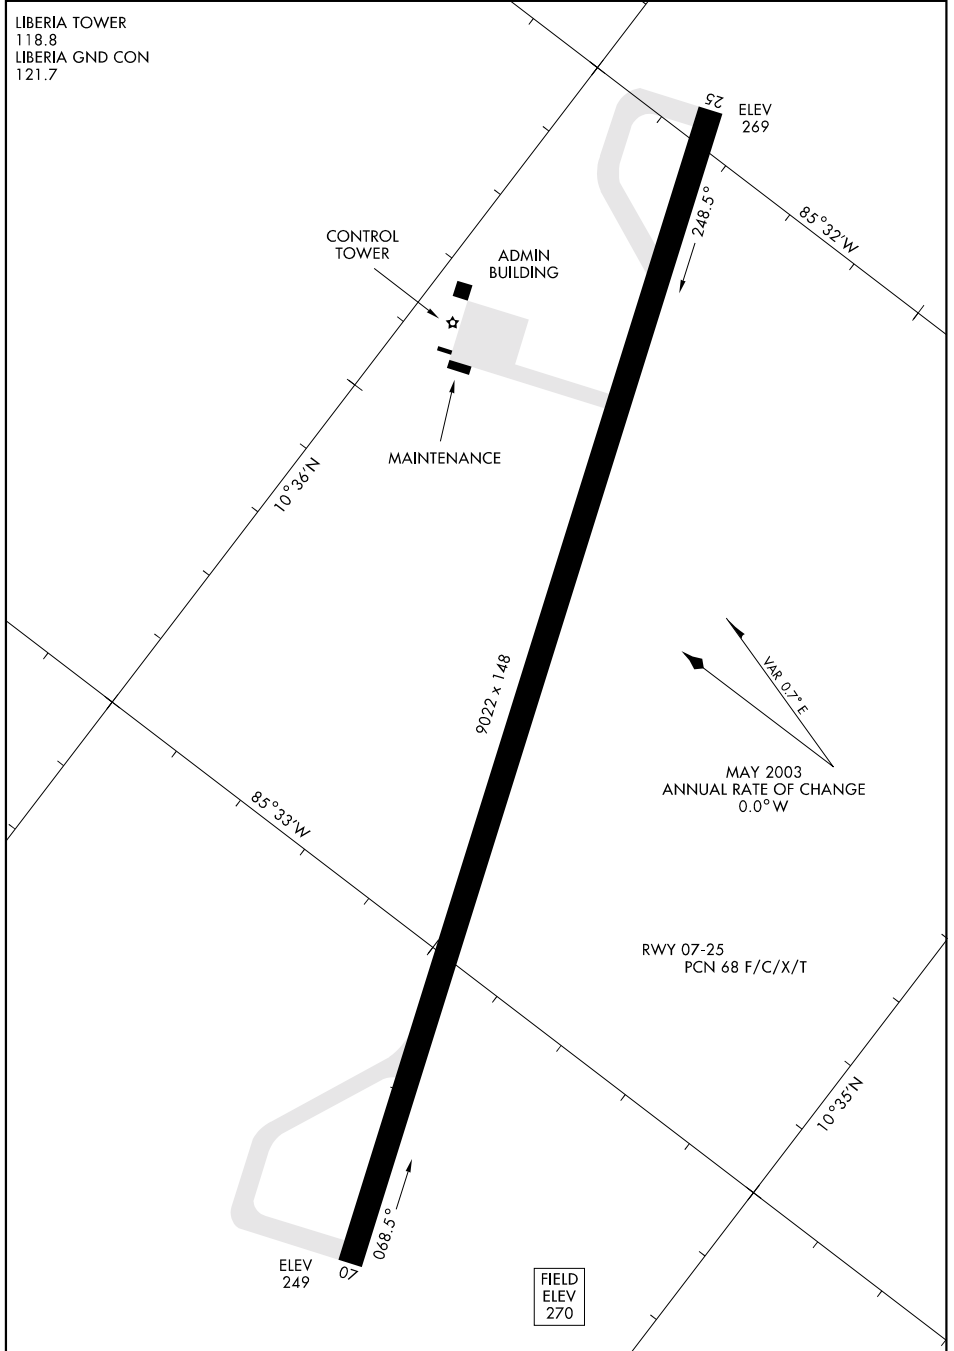 LIBERIA TOWER
118.8
LIBERIA GND CON
121.7
25
ELEV
269
248.5°
85°32'W
CONTROL
TOWER
ADMIN
BUILDING
MAINTENANCE
10°36'N
9022 x 148
VAR 0.7° E
MAY 2003
ANNUAL RATE OF CHANGE
0.0° W
85°33'W
RWY 07-25
PCN 68 F/C/X/T
10°35'N
068.5°
ELEV
249
07
FIELD
ELEV
270